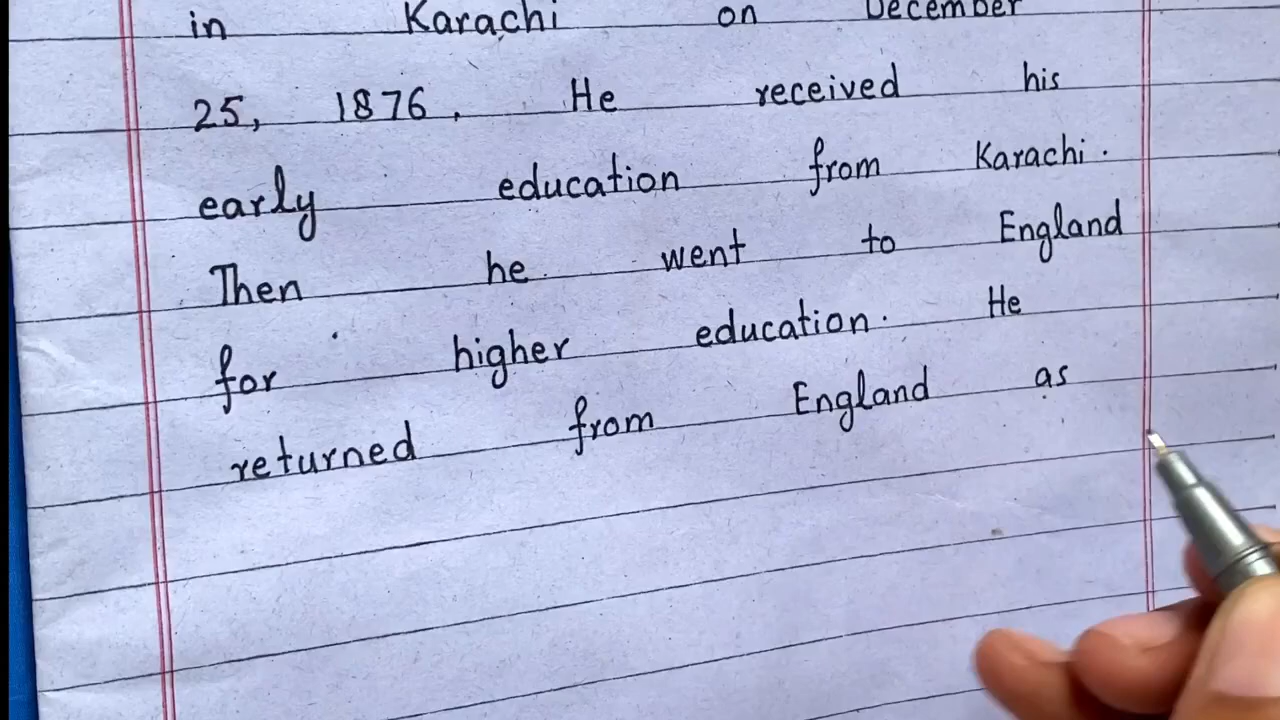 in Karachi on December
25, 1876. He received his
early education from Karachi.
Then he went to England
for higher education. He
returned from England as